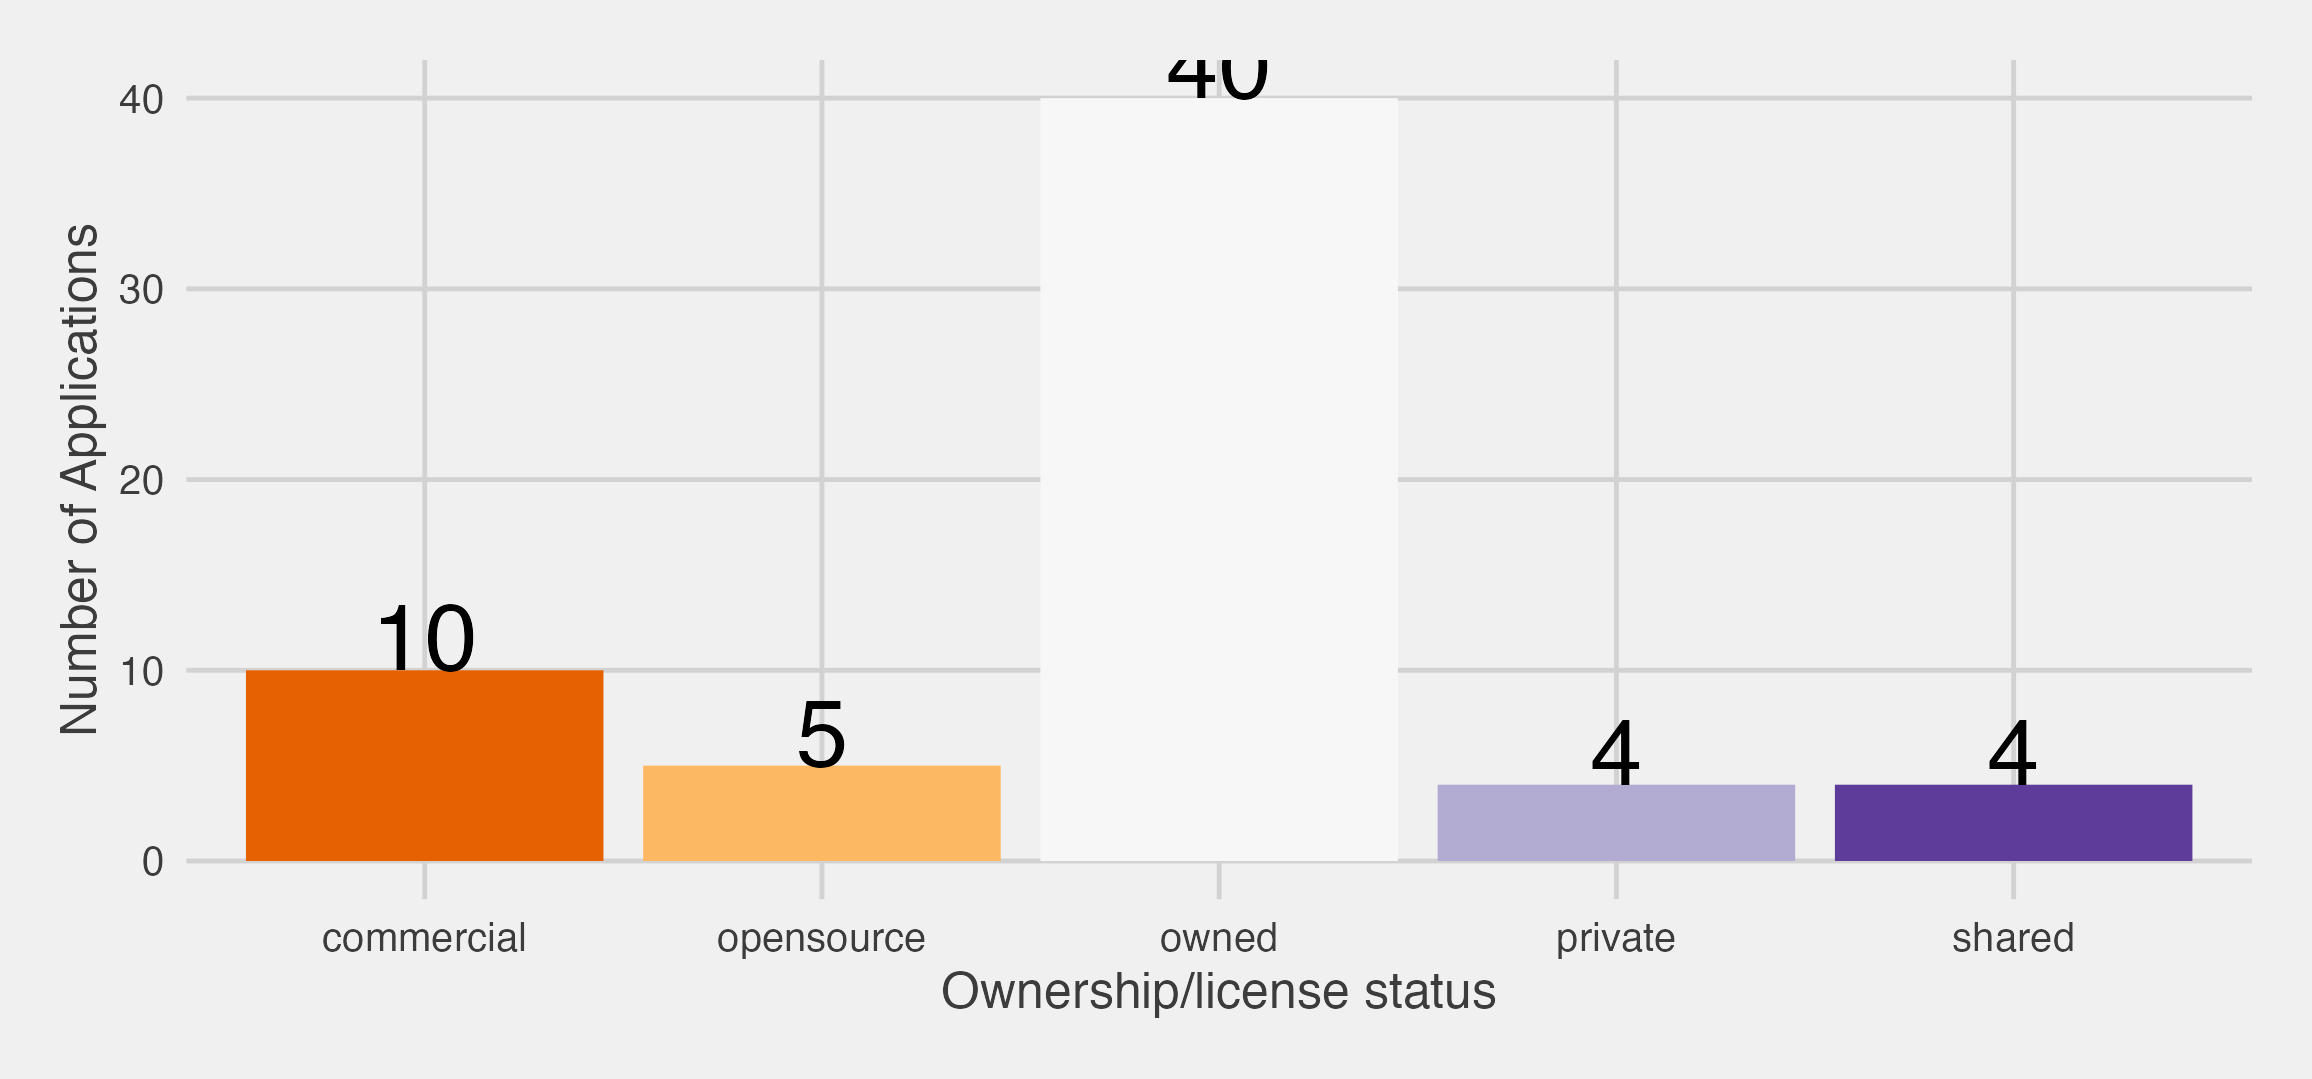 40
40
30
20
10
10
5
4
4
0
Number of Applications
commercial
opensource
owned
private
shared
Ownership/license status